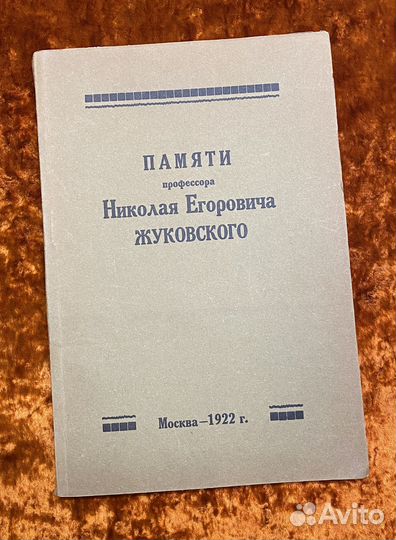 ПАМЯТИ
профессора
Николая Егоровича
ЖУКОВСКОГО
Москва—1922 г.
Avito